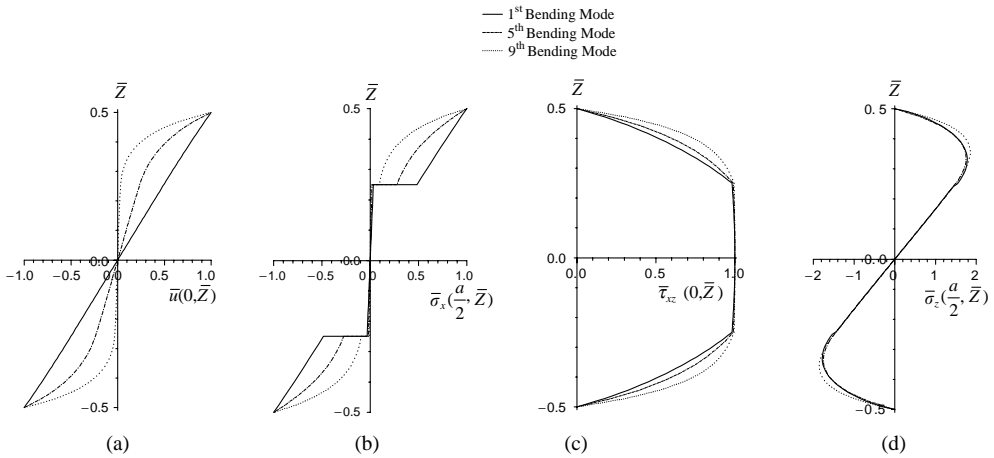 1st Bending Mode
5th Bending Mode
9th Bending Mode
Z̅
0.5
0.0
−1.0 −0.5 0.0 0.5 1.0
u̅(0,Z̅)
−0.5
(a)
Z̅
0.5
0.0
−1.0 −0.5 0.0 0.5 1.0
σ̅x(a/2, Z̅)
−0.5
(b)
Z̅
0.5
0.0
0.0 0.5 1.0
τ̅xz (0,Z̅)
−0.5
(c)
Z̅
0.5
0.0
−2 −1 0 1 2
σ̅z(a/2, Z̅)
−0.5
(d)